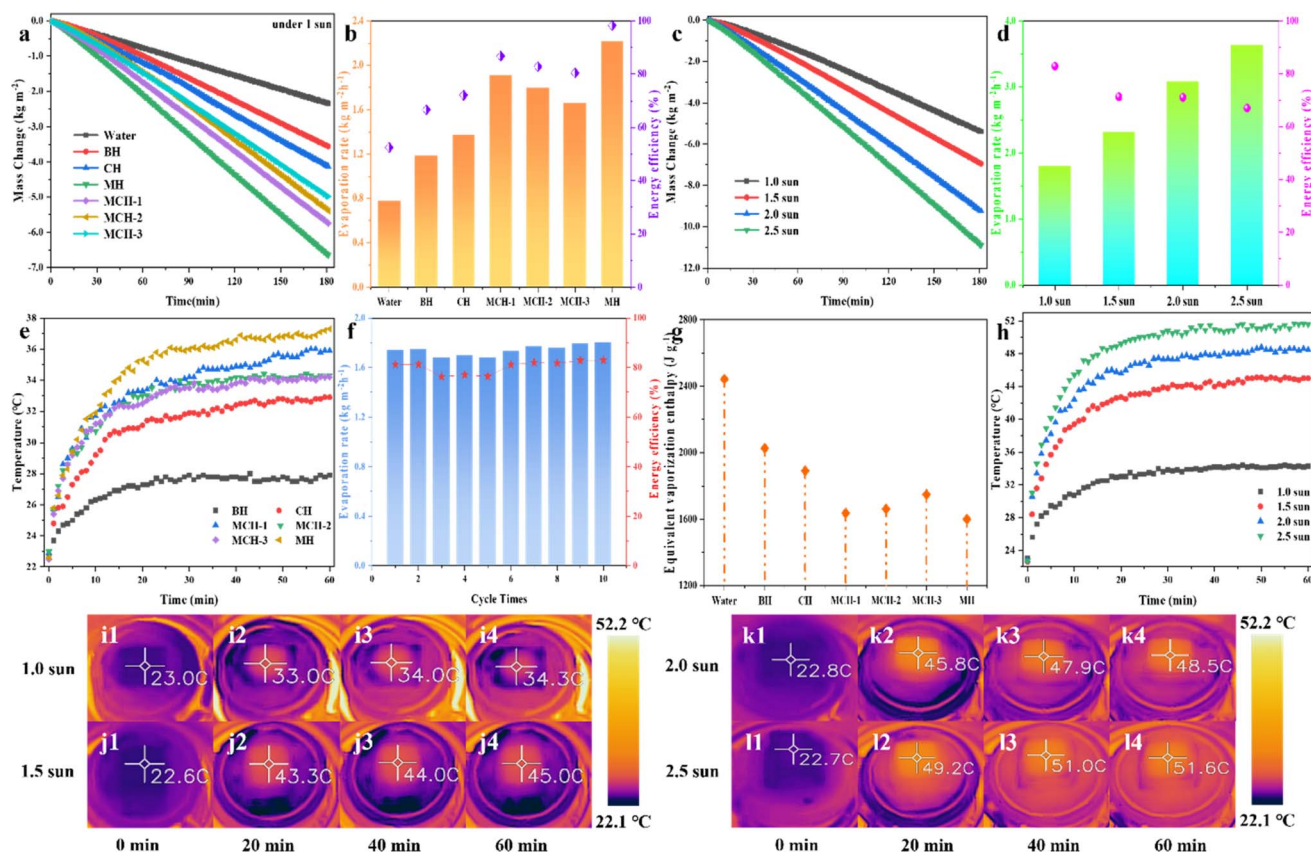 a
under 1 sun
0.0
-1.0
-2.0
-3.0
-4.0
-5.0
-6.0
-7.0
Mass Change (kg m⁻²)
Water
BH
CH
MH
MCH-1
MCH-2
MCH-3
0 30 60 90 120 150 180
Time(min)
b
2.4
2.0
1.6
1.2
0.8
0.4
0.0
Evaporation rate (kg m⁻²h⁻¹)
100
80
60
40
20
0
Energy efficiency (%)
Water BH CH MCH-1 MCH-2 MCH-3 MH
c
0.0
-2.0
-4.0
-6.0
-8.0
-10.0
-12.0
Mass Change (kg m⁻²)
1.0 sun
1.5 sun
2.0 sun
2.5 sun
0 30 60 90 120 150 180
Time(min)
d
4.0
3.0
2.0
1.0
0.0
Evaporation rate (kg m⁻²h⁻¹)
100
80
60
40
20
0
Energy efficiency (%)
1.0 sun 1.5 sun 2.0 sun 2.5 sun
e
38
36
34
32
30
28
26
24
22
Temperature (°C)
BH CH
MCH-1 MCH-2
MCH-3 MH
0 10 20 30 40 50 60
Time (min)
f
2.0
1.6
1.2
0.8
0.4
0.0
Evaporation rate (kg m⁻²h⁻¹)
100
80
60
40
20
0
Energy efficiency (%)
0 2 4 6 8 10
Cycle Times
g
2800
2400
2000
1600
1200
Equivalent vaporization enthalpy (J g⁻¹)
Water BH CH MCH-1 MCH-2 MCH-3 MH
h
52
48
44
40
36
32
28
24
Temperature (°C)
1.0 sun
1.5 sun
2.0 sun
2.5 sun
0 10 20 30 40 50 60
Time (min)
1.0 sun
i1 i2 i3 i4
23.0C 33.0C 34.0C 34.3C
1.5 sun
j1 j2 j3 j4
22.6C 43.3C 44.0C 45.0C
0 min 20 min 40 min 60 min
52.2 °C
22.1 °C
2.0 sun
k1 k2 k3 k4
22.8C 45.8C 47.9C 48.5C
2.5 sun
l1 l2 l3 l4
22.7C 49.2C 51.0C 51.6C
0 min 20 min 40 min 60 min
52.2 °C
22.1 °C